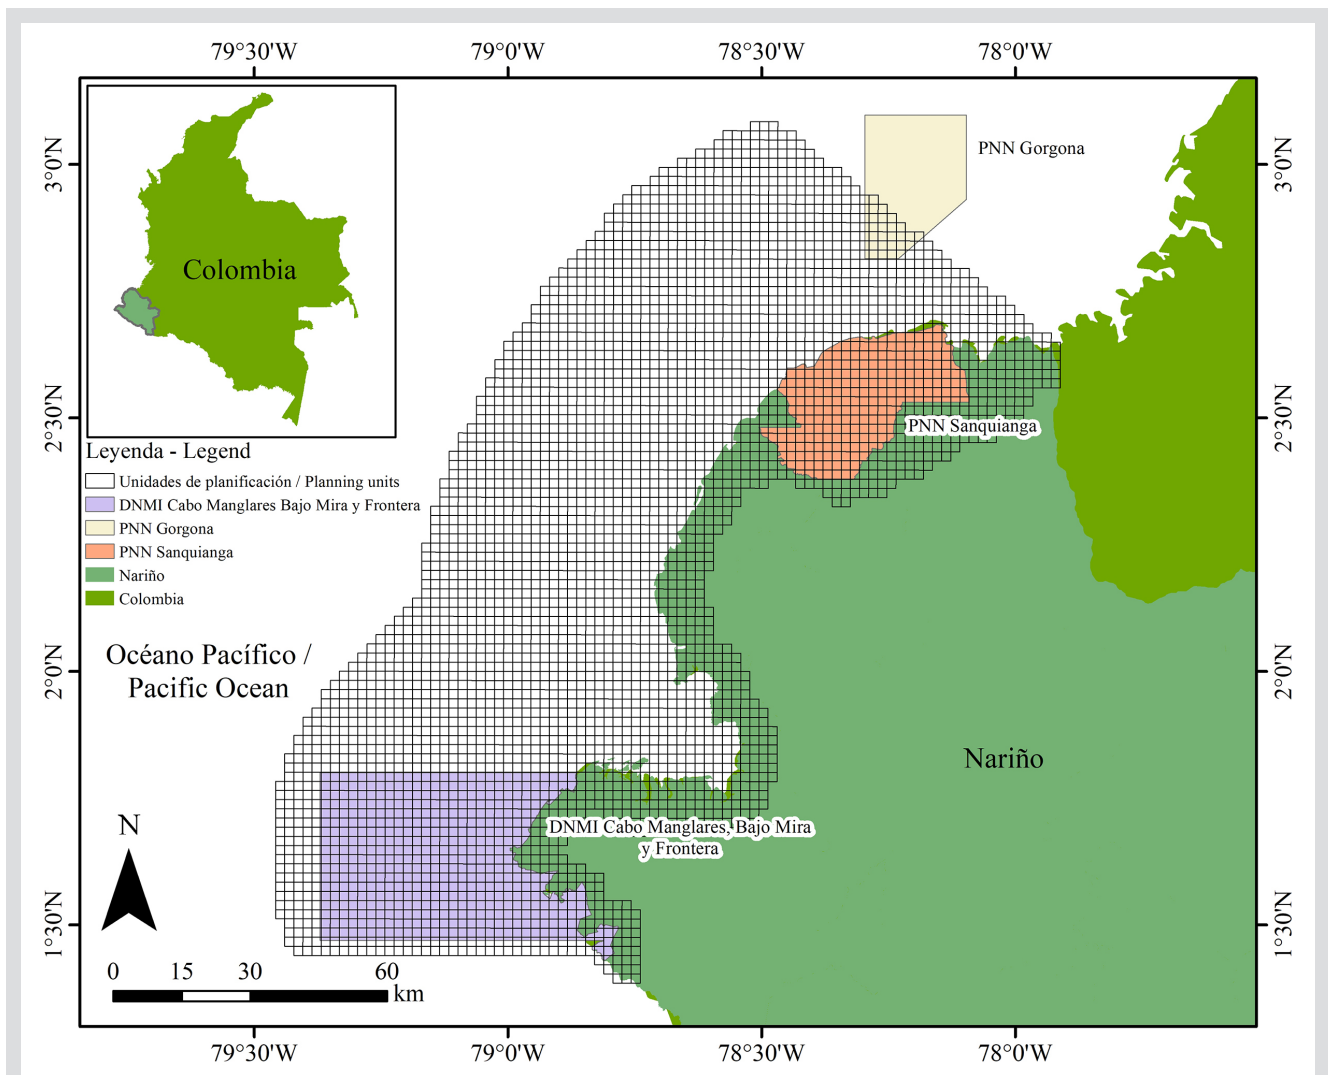 79°30'W 79°0'W 78°30'W 78°0'W
3°0'N
3°0'N
PNN Gorgona
Colombia
2°30'N
2°30'N
PNN Sanquianga
Leyenda - Legend
Unidades de planificación / Planning units
DNMI Cabo Manglares Bajo Mira y Frontera
PNN Gorgona
PNN Sanquianga
Nariño
Colombia
Océano Pacífico /
Pacific Ocean
2°0'N
2°0'N
Nariño
DNMI Cabo Manglares, Bajo Mira
y Frontera
N
1°30'N
1°30'N
0 15 30 60
km
79°30'W 79°0'W 78°30'W 78°0'W